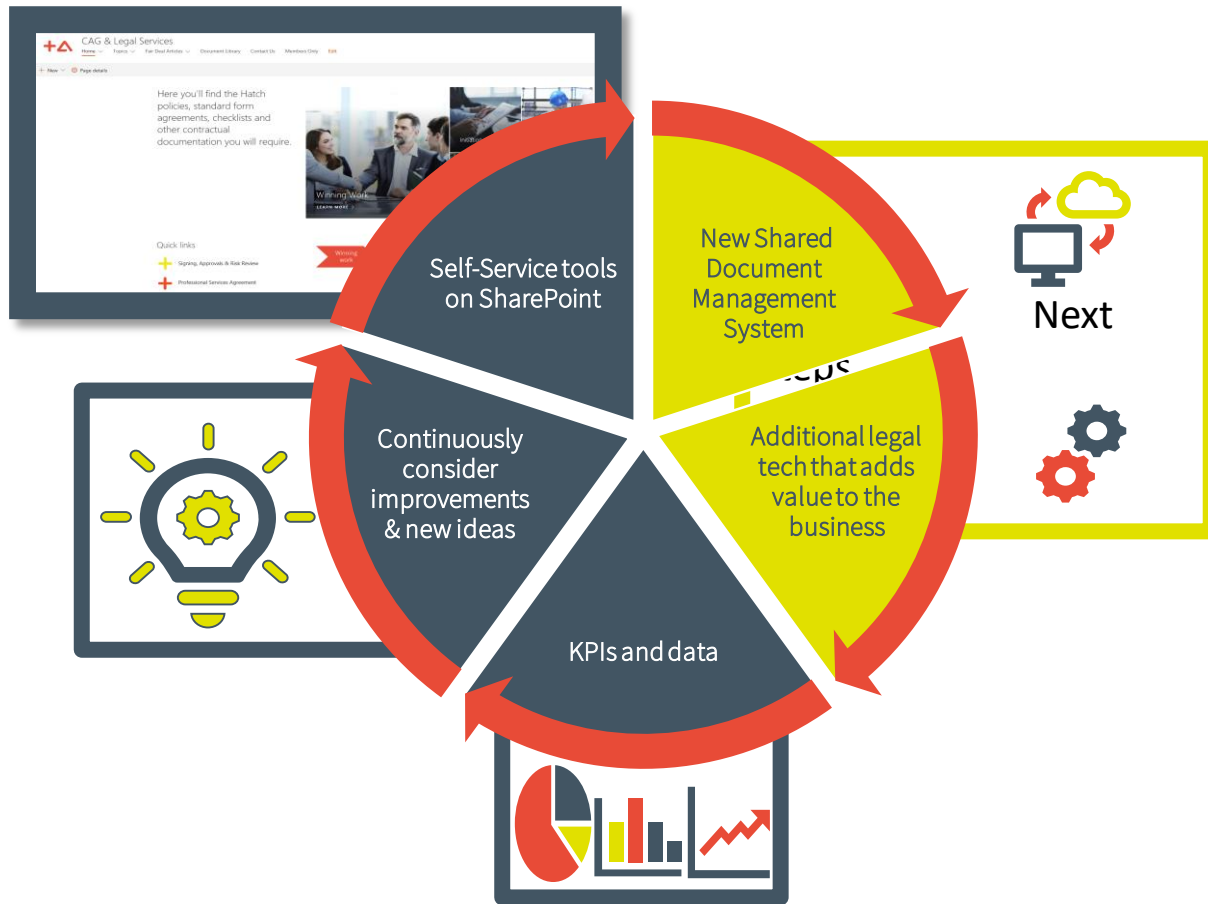 CAG & Legal Services
Home Topics Fair Deal Articles Document Library Contact Us Members Only Edit
+ New Page details
Here you'll find the Hatch
policies, standard form
agreements, checklists and
other contractual
documentation you will require.
Winning Work
LEARN MORE
Quick links
Signing, Approvals & Risk Review
Professional Services Agreement
Winning
work
Self-Service tools
on SharePoint
New Shared
Document
Management
System
Next
Additional legal
tech that adds
value to the
business
Continuously
consider
improvements
& new ideas
KPIs and data